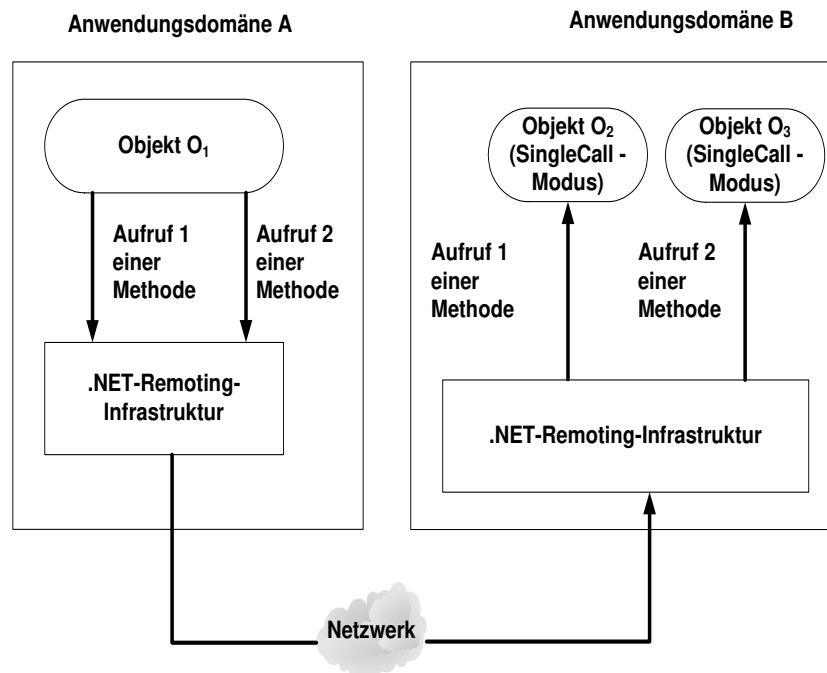 Anwendungsdomäne A
Anwendungsdomäne B
Objekt O₁
Objekt O₂
(SingleCall -
Modus)
Objekt O₃
(SingleCall -
Modus)
Aufruf 1
einer
Methode
Aufruf 2
einer
Methode
Aufruf 1
einer
Methode
Aufruf 2
einer
Methode
.NET-Remoting-
Infrastruktur
.NET-Remoting-Infrastruktur
Netzwerk